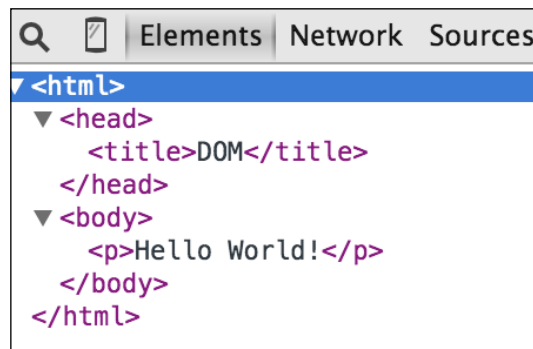 Elements Network Sources
<html>
<head>
<title>DOM</title>
</head>
<body>
<p>Hello World!</p>
</body>
</html>